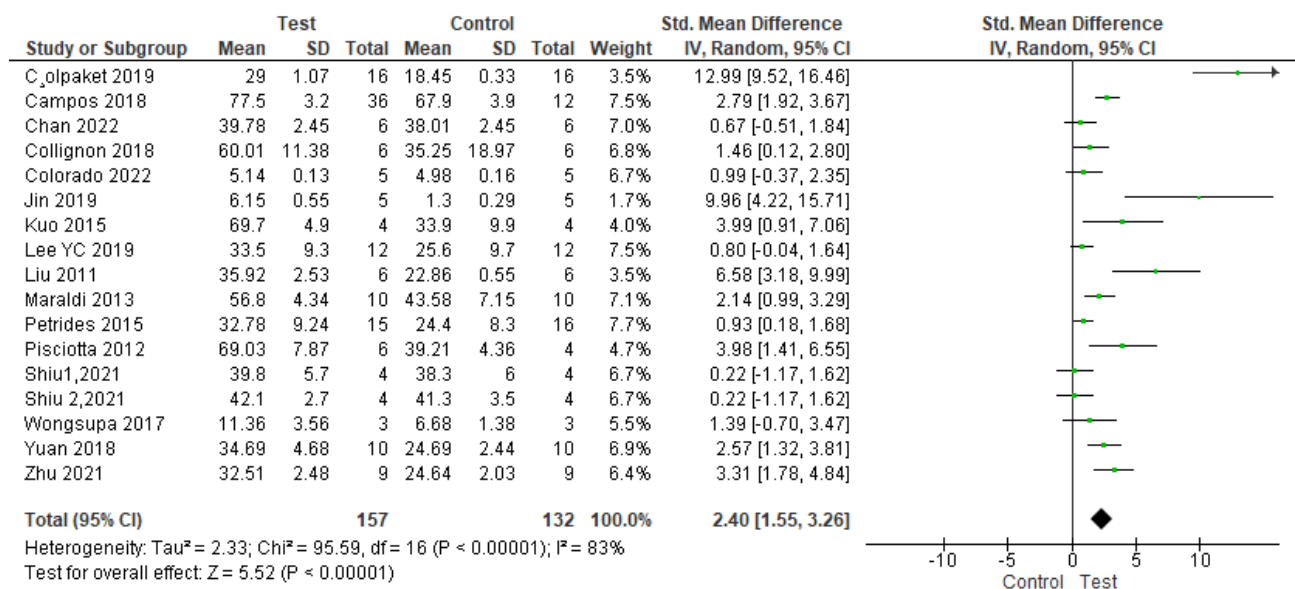 Test Control Std. Mean Difference Std. Mean Difference
Study or Subgroup Mean SD Total Mean SD Total Weight IV, Random, 95% CI IV, Random, 95% CI
C¸olpaket 2019 29 1.07 16 18.45 0.33 16 3.5% 12.99 [9.52, 16.46]
Campos 2018 77.5 3.2 36 67.9 3.9 12 7.5% 2.79 [1.92, 3.67]
Chan 2022 39.78 2.45 6 38.01 2.45 6 7.0% 0.67 [-0.51, 1.84]
Collignon 2018 60.01 11.38 6 35.25 18.97 6 6.8% 1.46 [0.12, 2.80]
Colorado 2022 5.14 0.13 5 4.98 0.16 5 6.7% 0.99 [-0.37, 2.35]
Jin 2019 6.15 0.55 5 1.3 0.29 5 1.7% 9.96 [4.22, 15.71]
Kuo 2015 69.7 4.9 4 33.9 9.9 4 4.0% 3.99 [0.91, 7.06]
Lee YC 2019 33.5 9.3 12 25.6 9.7 12 7.5% 0.80 [-0.04, 1.64]
Liu 2011 35.92 2.53 6 22.86 0.55 6 3.5% 6.58 [3.18, 9.99]
Maraldi 2013 56.8 4.34 10 43.58 7.15 10 7.1% 2.14 [0.99, 3.29]
Petrides 2015 32.78 9.24 15 24.4 8.3 16 7.7% 0.93 [0.18, 1.68]
Pisciotta 2012 69.03 7.87 6 39.21 4.36 4 4.7% 3.98 [1.41, 6.55]
Shiu1,2021 39.8 5.7 4 38.3 6 4 6.7% 0.22 [-1.17, 1.62]
Shiu 2,2021 42.1 2.7 4 41.3 3.5 4 6.7% 0.22 [-1.17, 1.62]
Wongsupa 2017 11.36 3.56 3 6.68 1.38 3 5.5% 1.39 [-0.70, 3.47]
Yuan 2018 34.69 4.68 10 24.69 2.44 10 6.9% 2.57 [1.32, 3.81]
Zhu 2021 32.51 2.48 9 24.64 2.03 9 6.4% 3.31 [1.78, 4.84]
Total (95% CI) 157 132 100.0% 2.40 [1.55, 3.26]
Heterogeneity: Tau² = 2.33; Chi² = 95.59, df = 16 (P < 0.00001); I² = 83%
Test for overall effect: Z = 5.52 (P < 0.00001)
-10 -5 0 5 10
Control Test